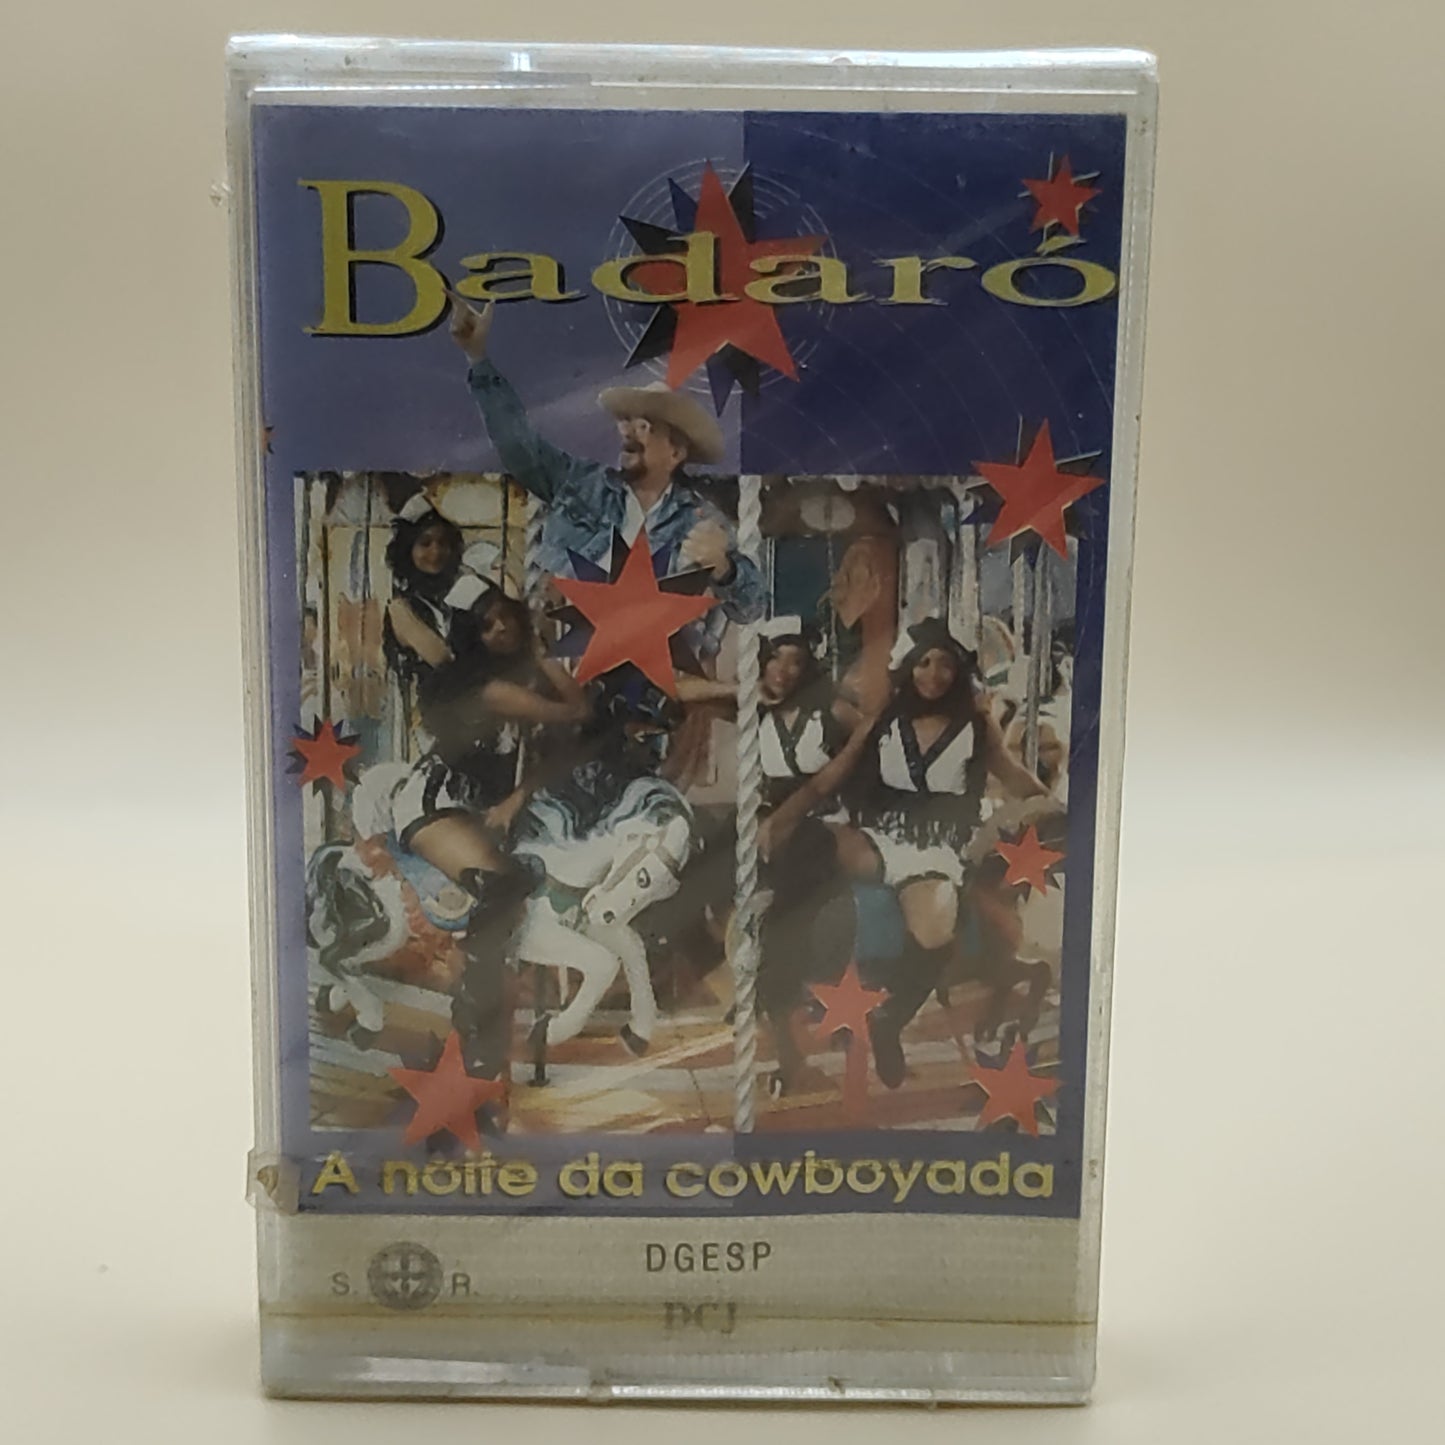 Badaró
A noite da cowboyada
DGESP
S. R.
DCJ